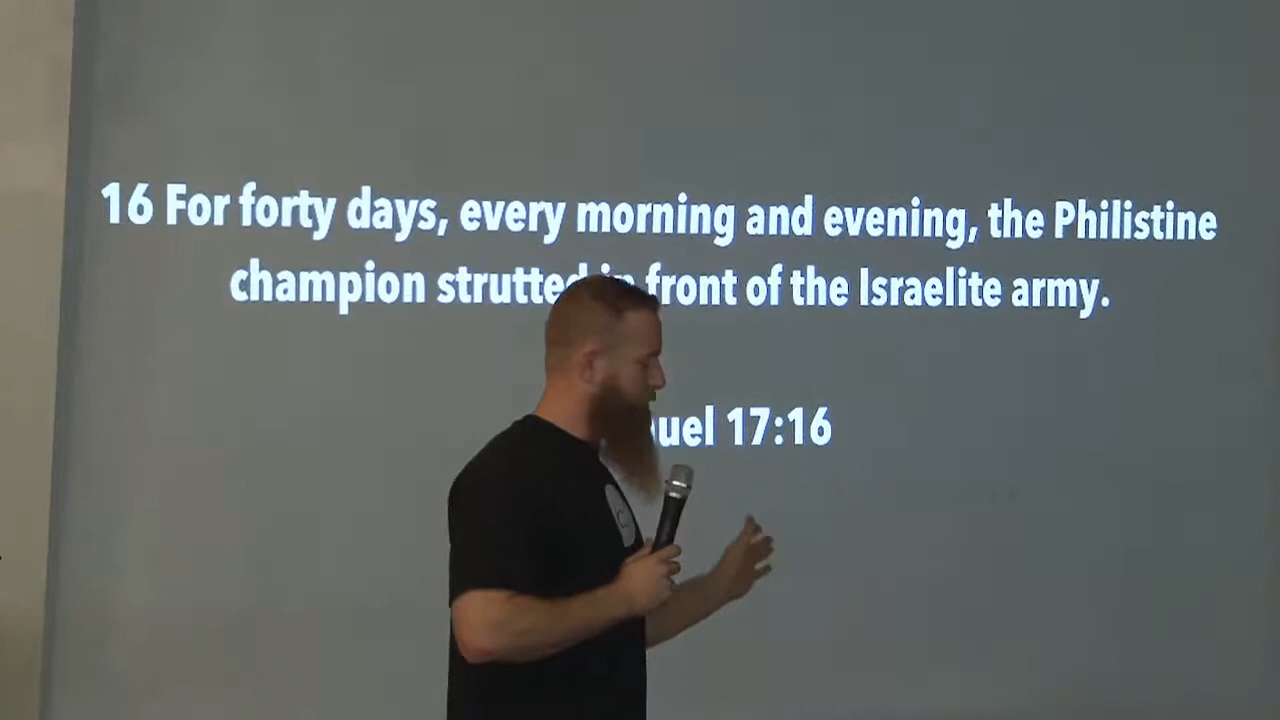 16 For forty days, every morning and evening, the Philistine
champion strutted in front of the Israelite army.
17:16